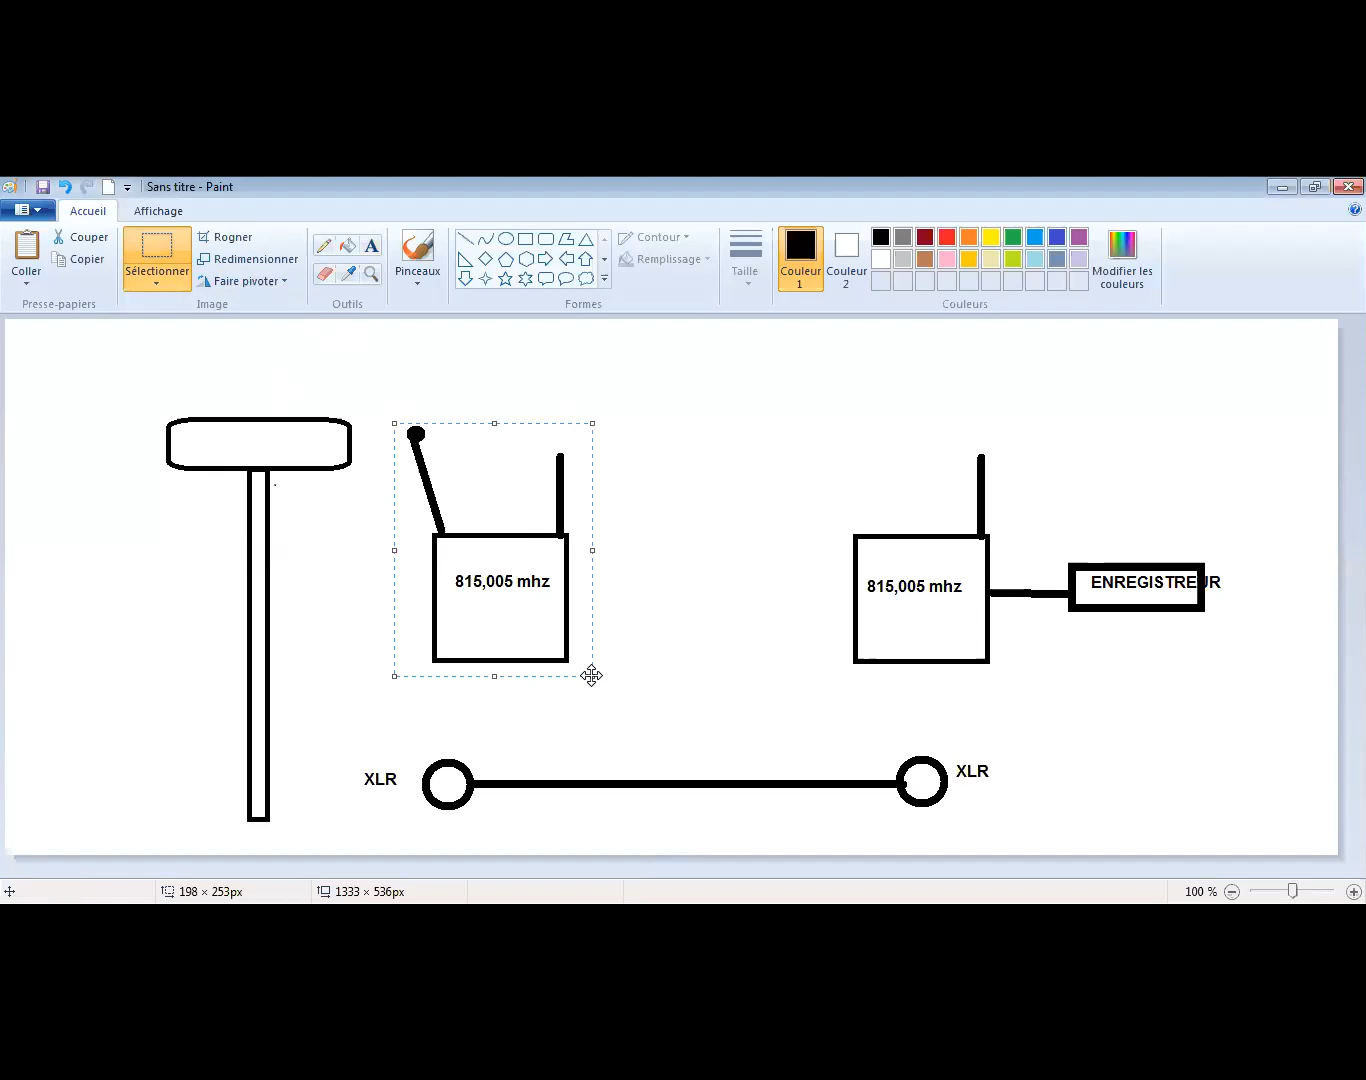 Sans titre - Paint
Accueil
Affichage
Coller
Couper
Copier
Presse-papiers
Sélectionner
Rogner
Redimensionner
Faire pivoter
Image
A
Outils
Pinceaux
Contour
Remplissage
Formes
Taille
Couleur 1
Couleur 2
Modifier les couleurs
Couleurs
815,005 mhz
815,005 mhz
ENREGISTREUR
XLR
XLR
198 × 253px
1333 × 536px
100 %